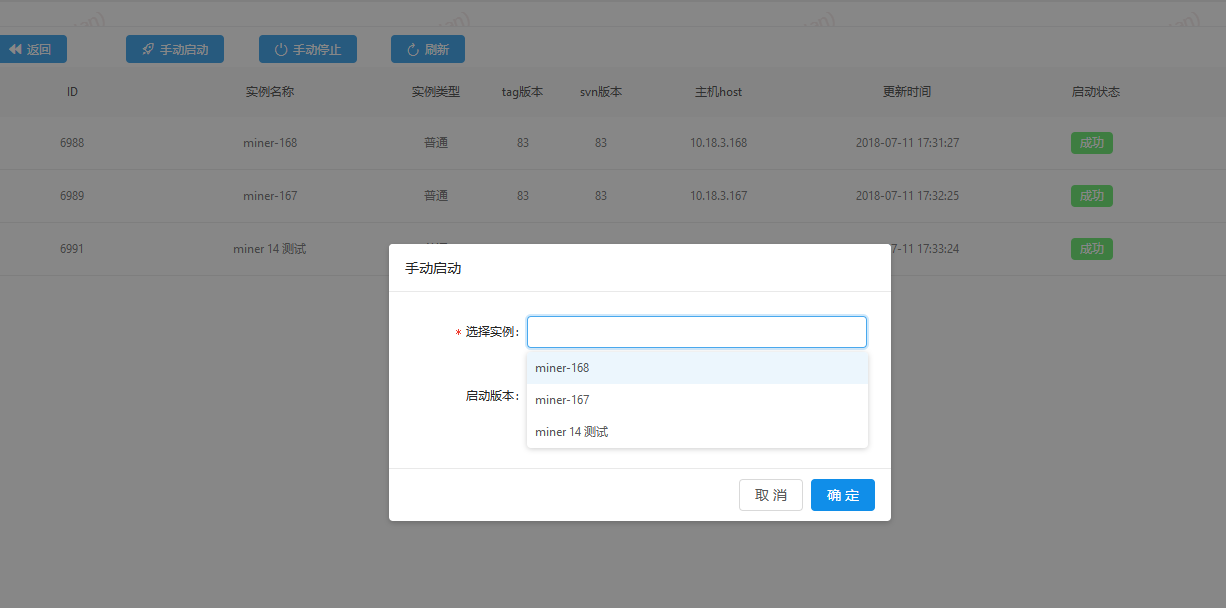 返回 手动启动 手动停止 刷新
ID 实例名称 实例类型 tag版本 svn版本 主机host 更新时间 启动状态
6988 miner-168 普通 83 83 10.18.3.168 2018-07-11 17:31:27 成功
6989 miner-167 普通 83 83 10.18.3.167 2018-07-11 17:32:25 成功
6991 miner 14 测试 7-11 17:33:24 成功
手动启动
* 选择实例:
miner-168
启动版本:
miner-167
miner 14 测试
取 消 确 定